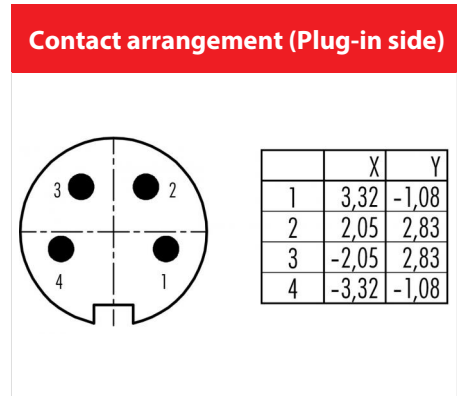 Contact arrangement (Plug-in side)
3 2
4 1
X Y
1 3,32 -1,08
2 2,05 2,83
3 -2,05 2,83
4 -3,32 -1,08